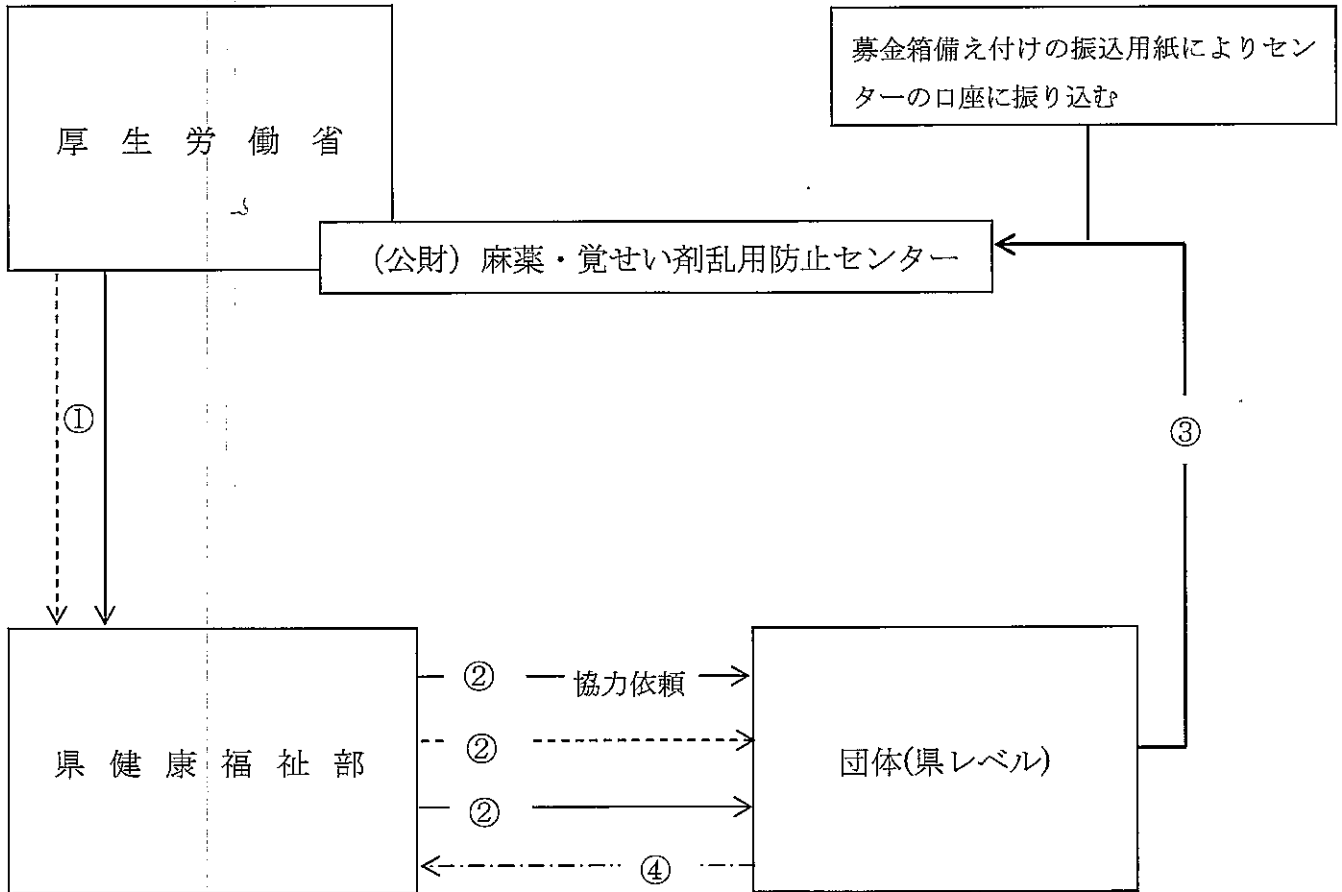 募金箱備え付けの振込用紙によりセン
ターの口座に振り込む
厚生労働省
（公財）麻薬・覚せい剤乱用防止センター
①
③
県健康福祉部
② 協力依頼
②
②
④
団体(県レベル)